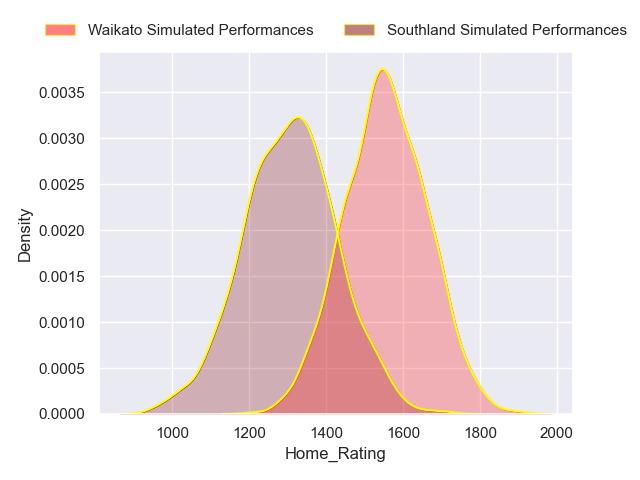 Waikato Simulated Performances Southland Simulated Performances
0.0035
0.0030
0.0025
0.0020
0.0015
0.0010
0.0005
0.0000
Density
1000 1200 1400 1600 1800 2000
Home_Rating